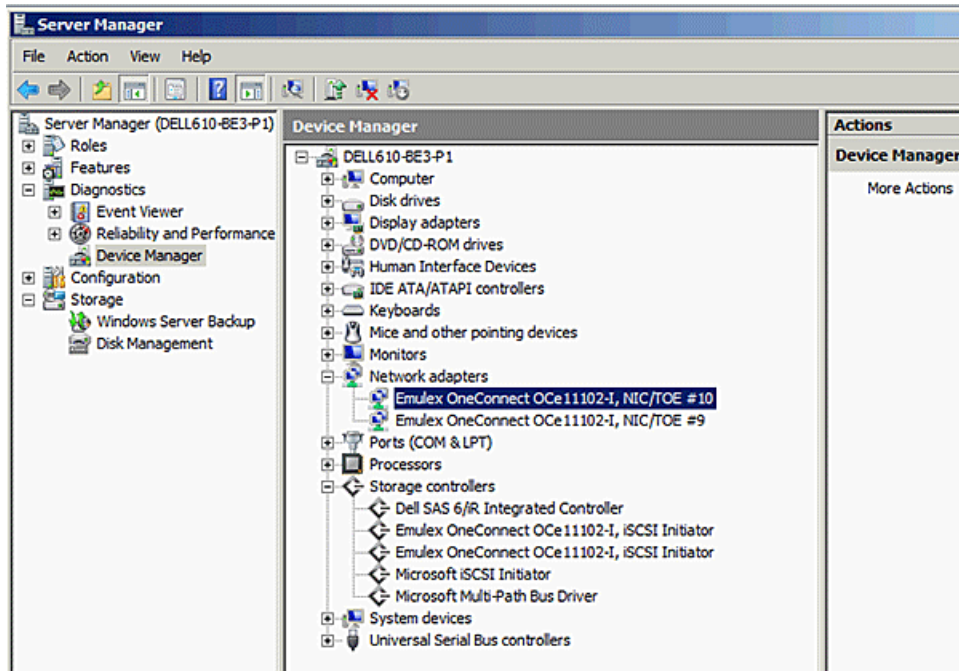 Server Manager
File Action View Help
Server Manager (DELL610-BE3-P1)
Roles
Features
Diagnostics
Event Viewer
Reliability and Performance
Device Manager
Configuration
Storage
Windows Server Backup
Disk Management
Device Manager
DELL610-BE3-P1
Computer
Disk drives
Display adapters
DVD/CD-ROM drives
Human Interface Devices
IDE ATA/ATAPI controllers
Keyboards
Mice and other pointing devices
Monitors
Network adapters
Emulex OneConnect OCe11102-I, NIC/TOE #10
Emulex OneConnect OCe11102-I, NIC/TOE #9
Ports (COM & LPT)
Processors
Storage controllers
Dell SAS 6/iR Integrated Controller
Emulex OneConnect OCe11102-I, iSCSI Initiator
Emulex OneConnect OCe11102-I, iSCSI Initiator
Microsoft iSCSI Initiator
Microsoft Multi-Path Bus Driver
System devices
Universal Serial Bus controllers
Actions
Device Manager
More Actions